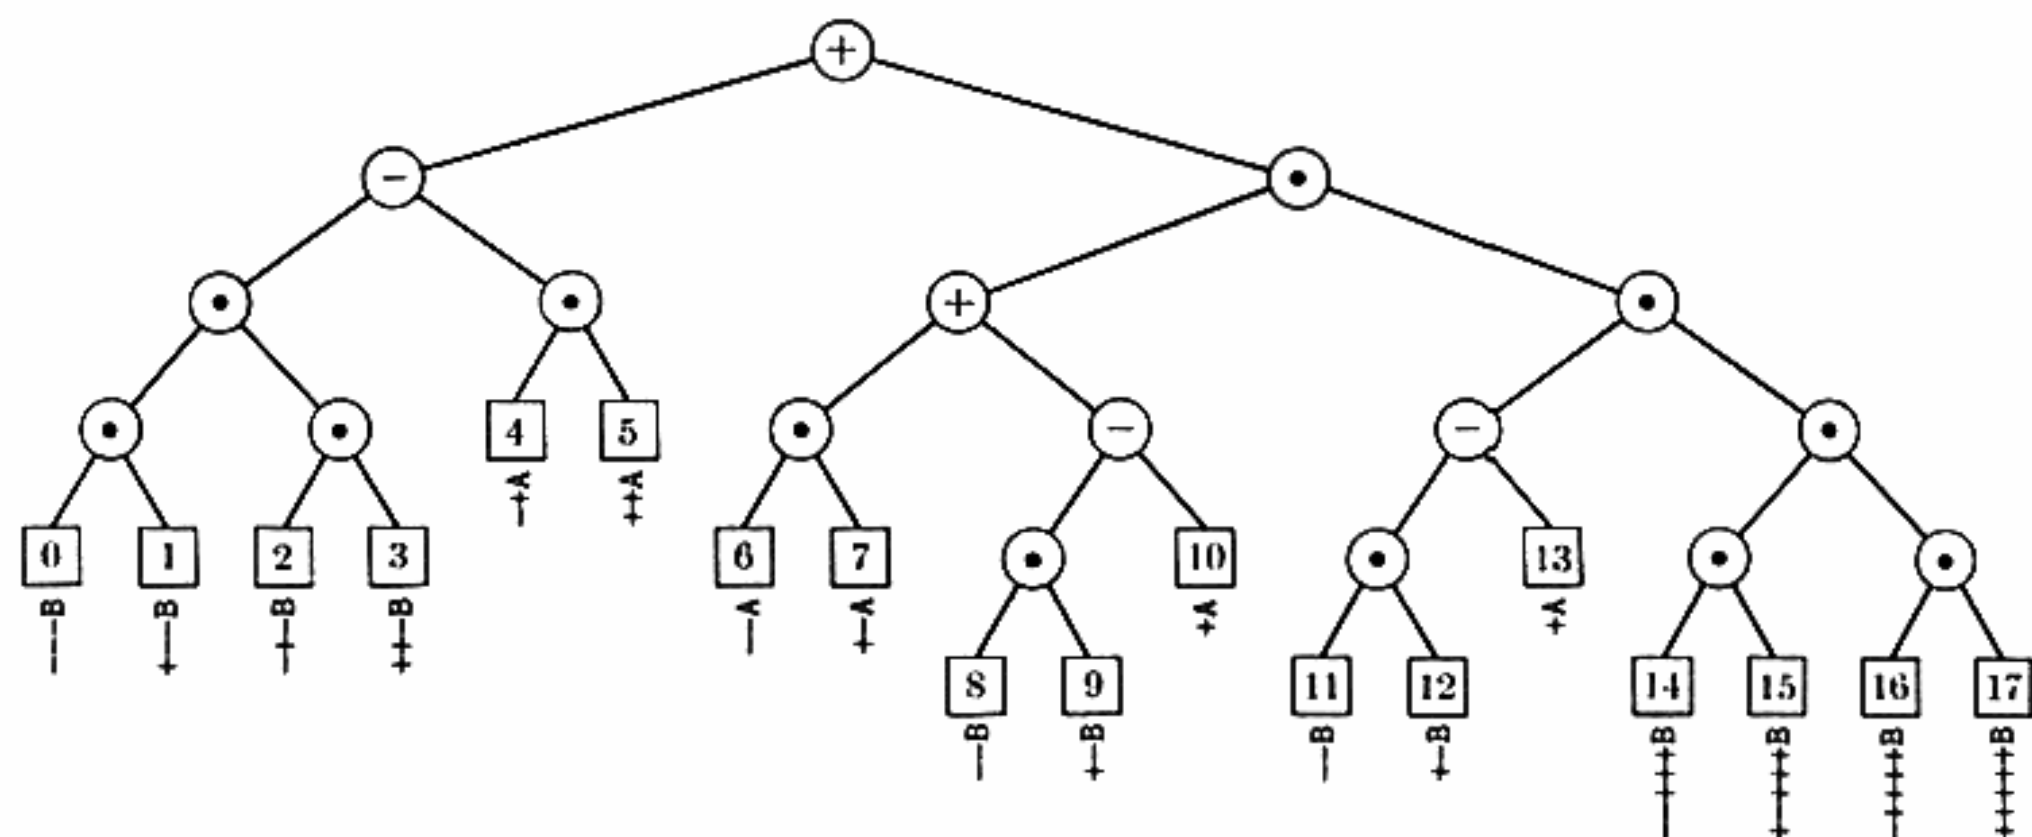 +
− •
• • + •
• • 4 5 • − − •
-+A ++A
0 1 2 3 6 7 • 10 • 13 • •
---B +--B -+-B ++-B --A +-A +A +A
8 9 11 12 14 15 16 17
--B +-B --B +-B